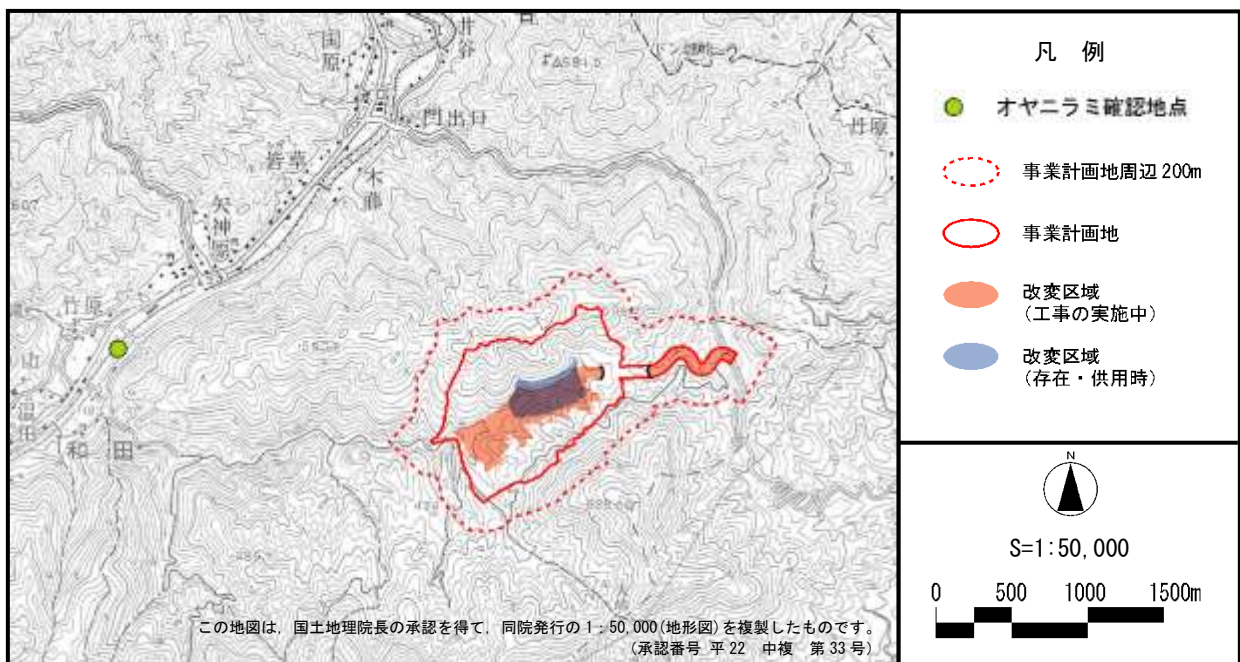 国原
井谷
門出口
皆草
木藤
矢神原
竹原
丹原
和田
この地図は，国土地理院長の承認を得て，同院発行の1：50,000(地形図)を複製したものです。
(承認番号 平22 中複 第33号)
凡 例
オヤニラミ確認地点
事業計画地周辺200m
事業計画地
改変区域
(工事の実施中)
改変区域
(存在・供用時)
N
S=1:50,000
0 500 1000 1500m